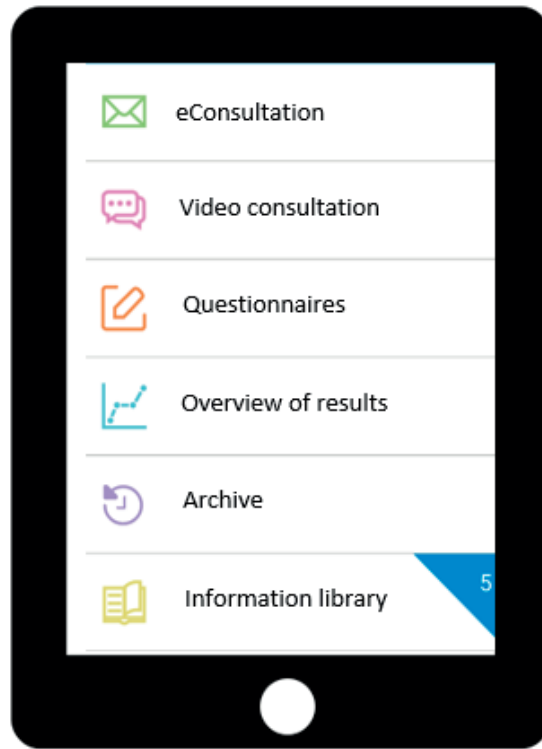 eConsultation
Video consultation
Questionnaires
Overview of results
Archive
Information library
5